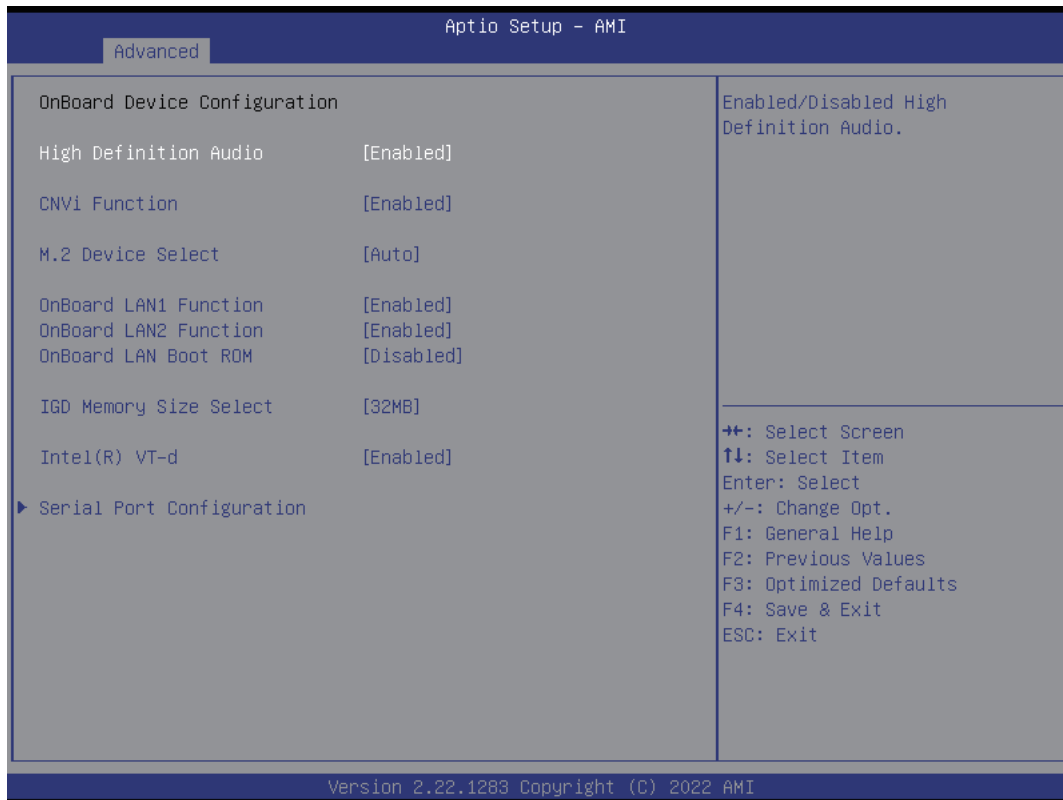 Aptio Setup – AMI
Advanced
OnBoard Device Configuration
High Definition Audio [Enabled]
CNVi Function [Enabled]
M.2 Device Select [Auto]
OnBoard LAN1 Function [Enabled]
OnBoard LAN2 Function [Enabled]
OnBoard LAN Boot ROM [Disabled]
IGD Memory Size Select [32MB]
Intel(R) VT-d [Enabled]
▶ Serial Port Configuration
Enabled/Disabled High
Definition Audio.
→←: Select Screen
↑↓: Select Item
Enter: Select
+/-: Change Opt.
F1: General Help
F2: Previous Values
F3: Optimized Defaults
F4: Save & Exit
ESC: Exit
Version 2.22.1283 Copyright (C) 2022 AMI